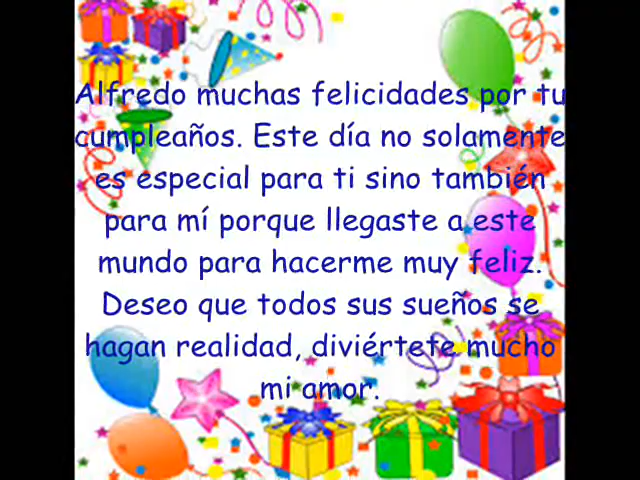 Alfredo muchas felicidades por tu
cumpleaños. Este día no solamente
es especial para ti sino también
para mí porque llegaste a este
mundo para hacerme muy feliz.
Deseo que todos sus sueños se
hagan realidad, diviértete mucho
mi amor.